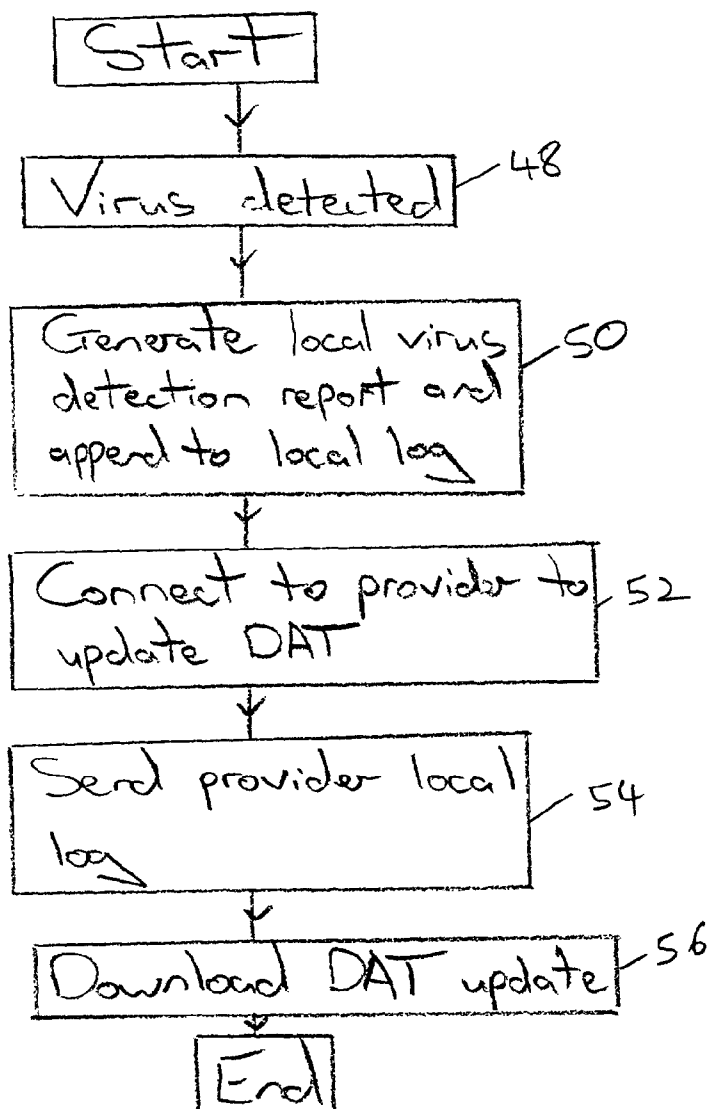 Start
Virus detected
48
Generate local virus
detection report and
append to local log
50
Connect to provider to
update DAT
52
Send provider local
log
54
Download DAT update
56
End